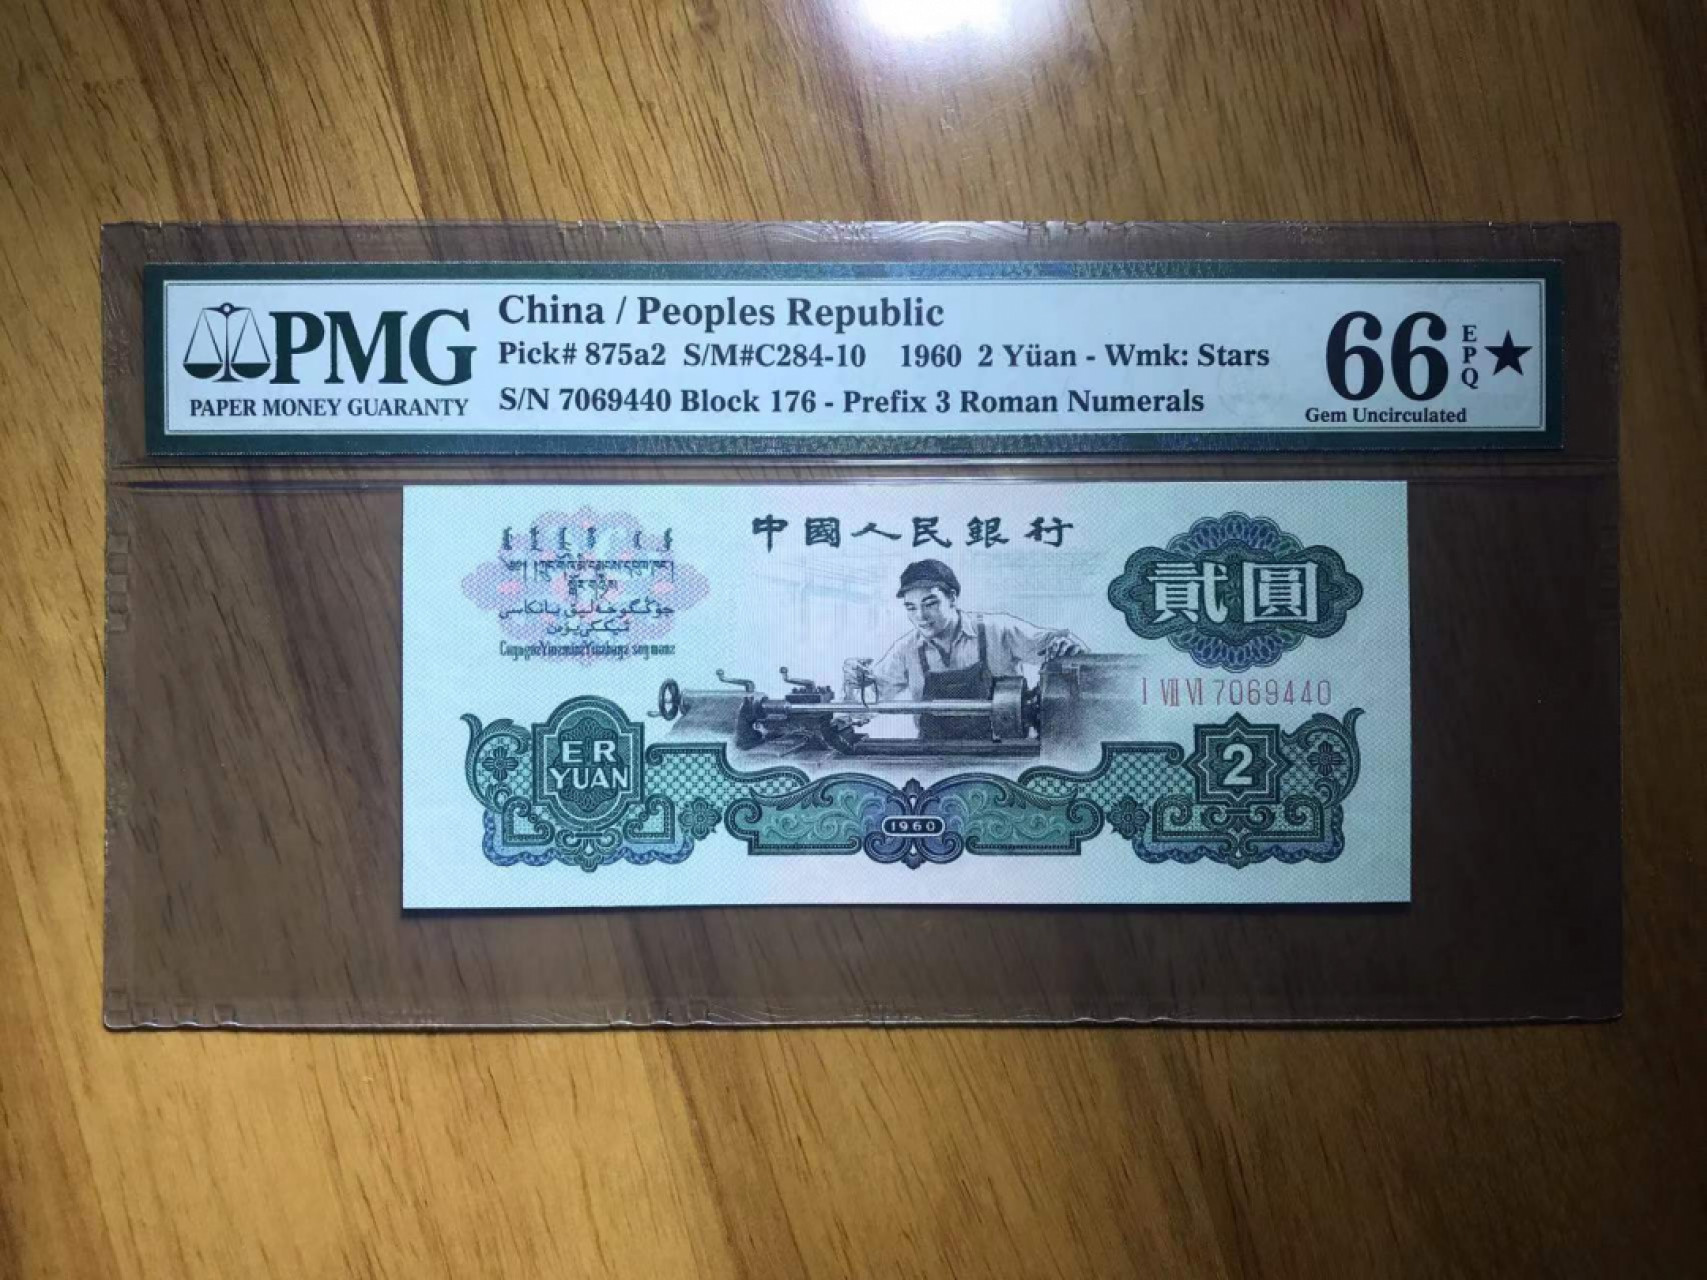 PMG
PAPER MONEY GUARANTY
China / Peoples Republic
Pick# 875a2 S/M#C284-10 1960 2 Yüan - Wmk: Stars
S/N 7069440 Block 176 - Prefix 3 Roman Numerals
66 EPQ ★
Gem Uncirculated
中國人民銀行
貳圓
I VII VI 7069440
ER
YUAN
2
1960